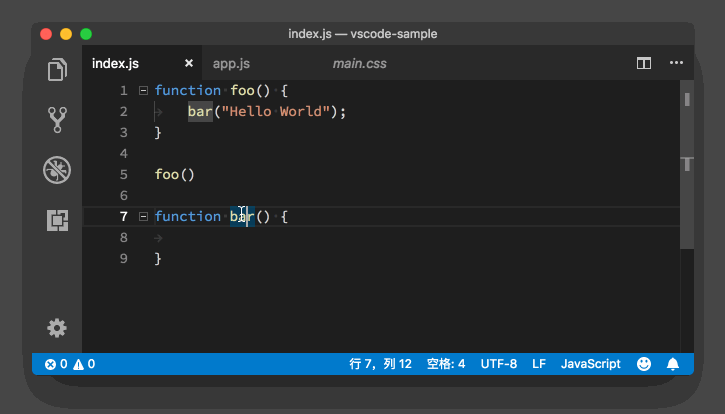 index.js — vscode-sample
index.js × app.js main.css
1 function foo() {
2 bar("Hello World");
3 }
4
5 foo()
6
7 function bar() {
8
9 }
0 0 行 7，列 12 空格: 4 UTF-8 LF JavaScript